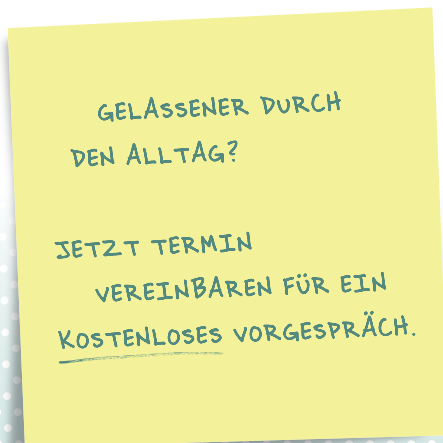 GELASSENER DURCH
DEN ALLTAG?
JETZT TERMIN
VEREINBAREN FÜR EIN
KOSTENLOSES VORGESPRÄCH.